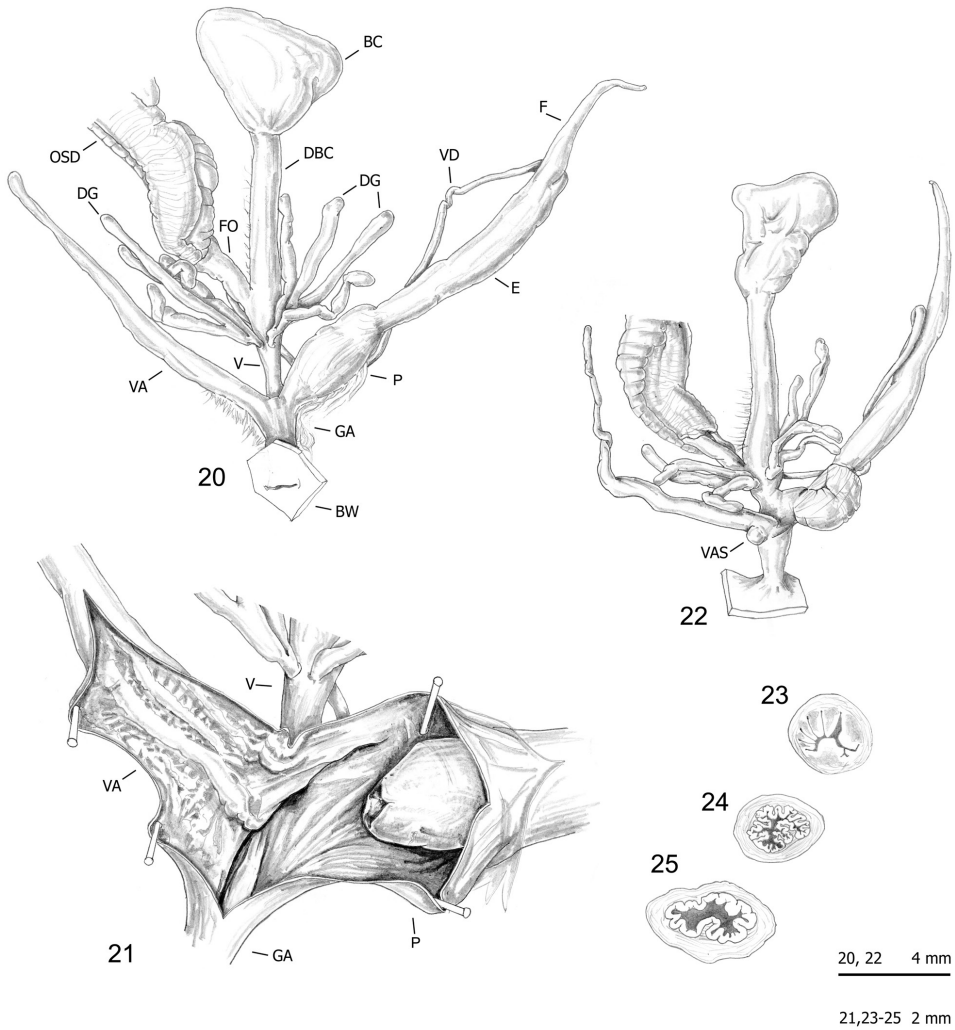 BC
F
OSD
DBC
VD
DG
DG
FO
E
V
VA
P
GA
20
BW
VAS
22
V
23
VA
24
25
P
21
GA
20, 22 4 mm
21,23-25 2 mm